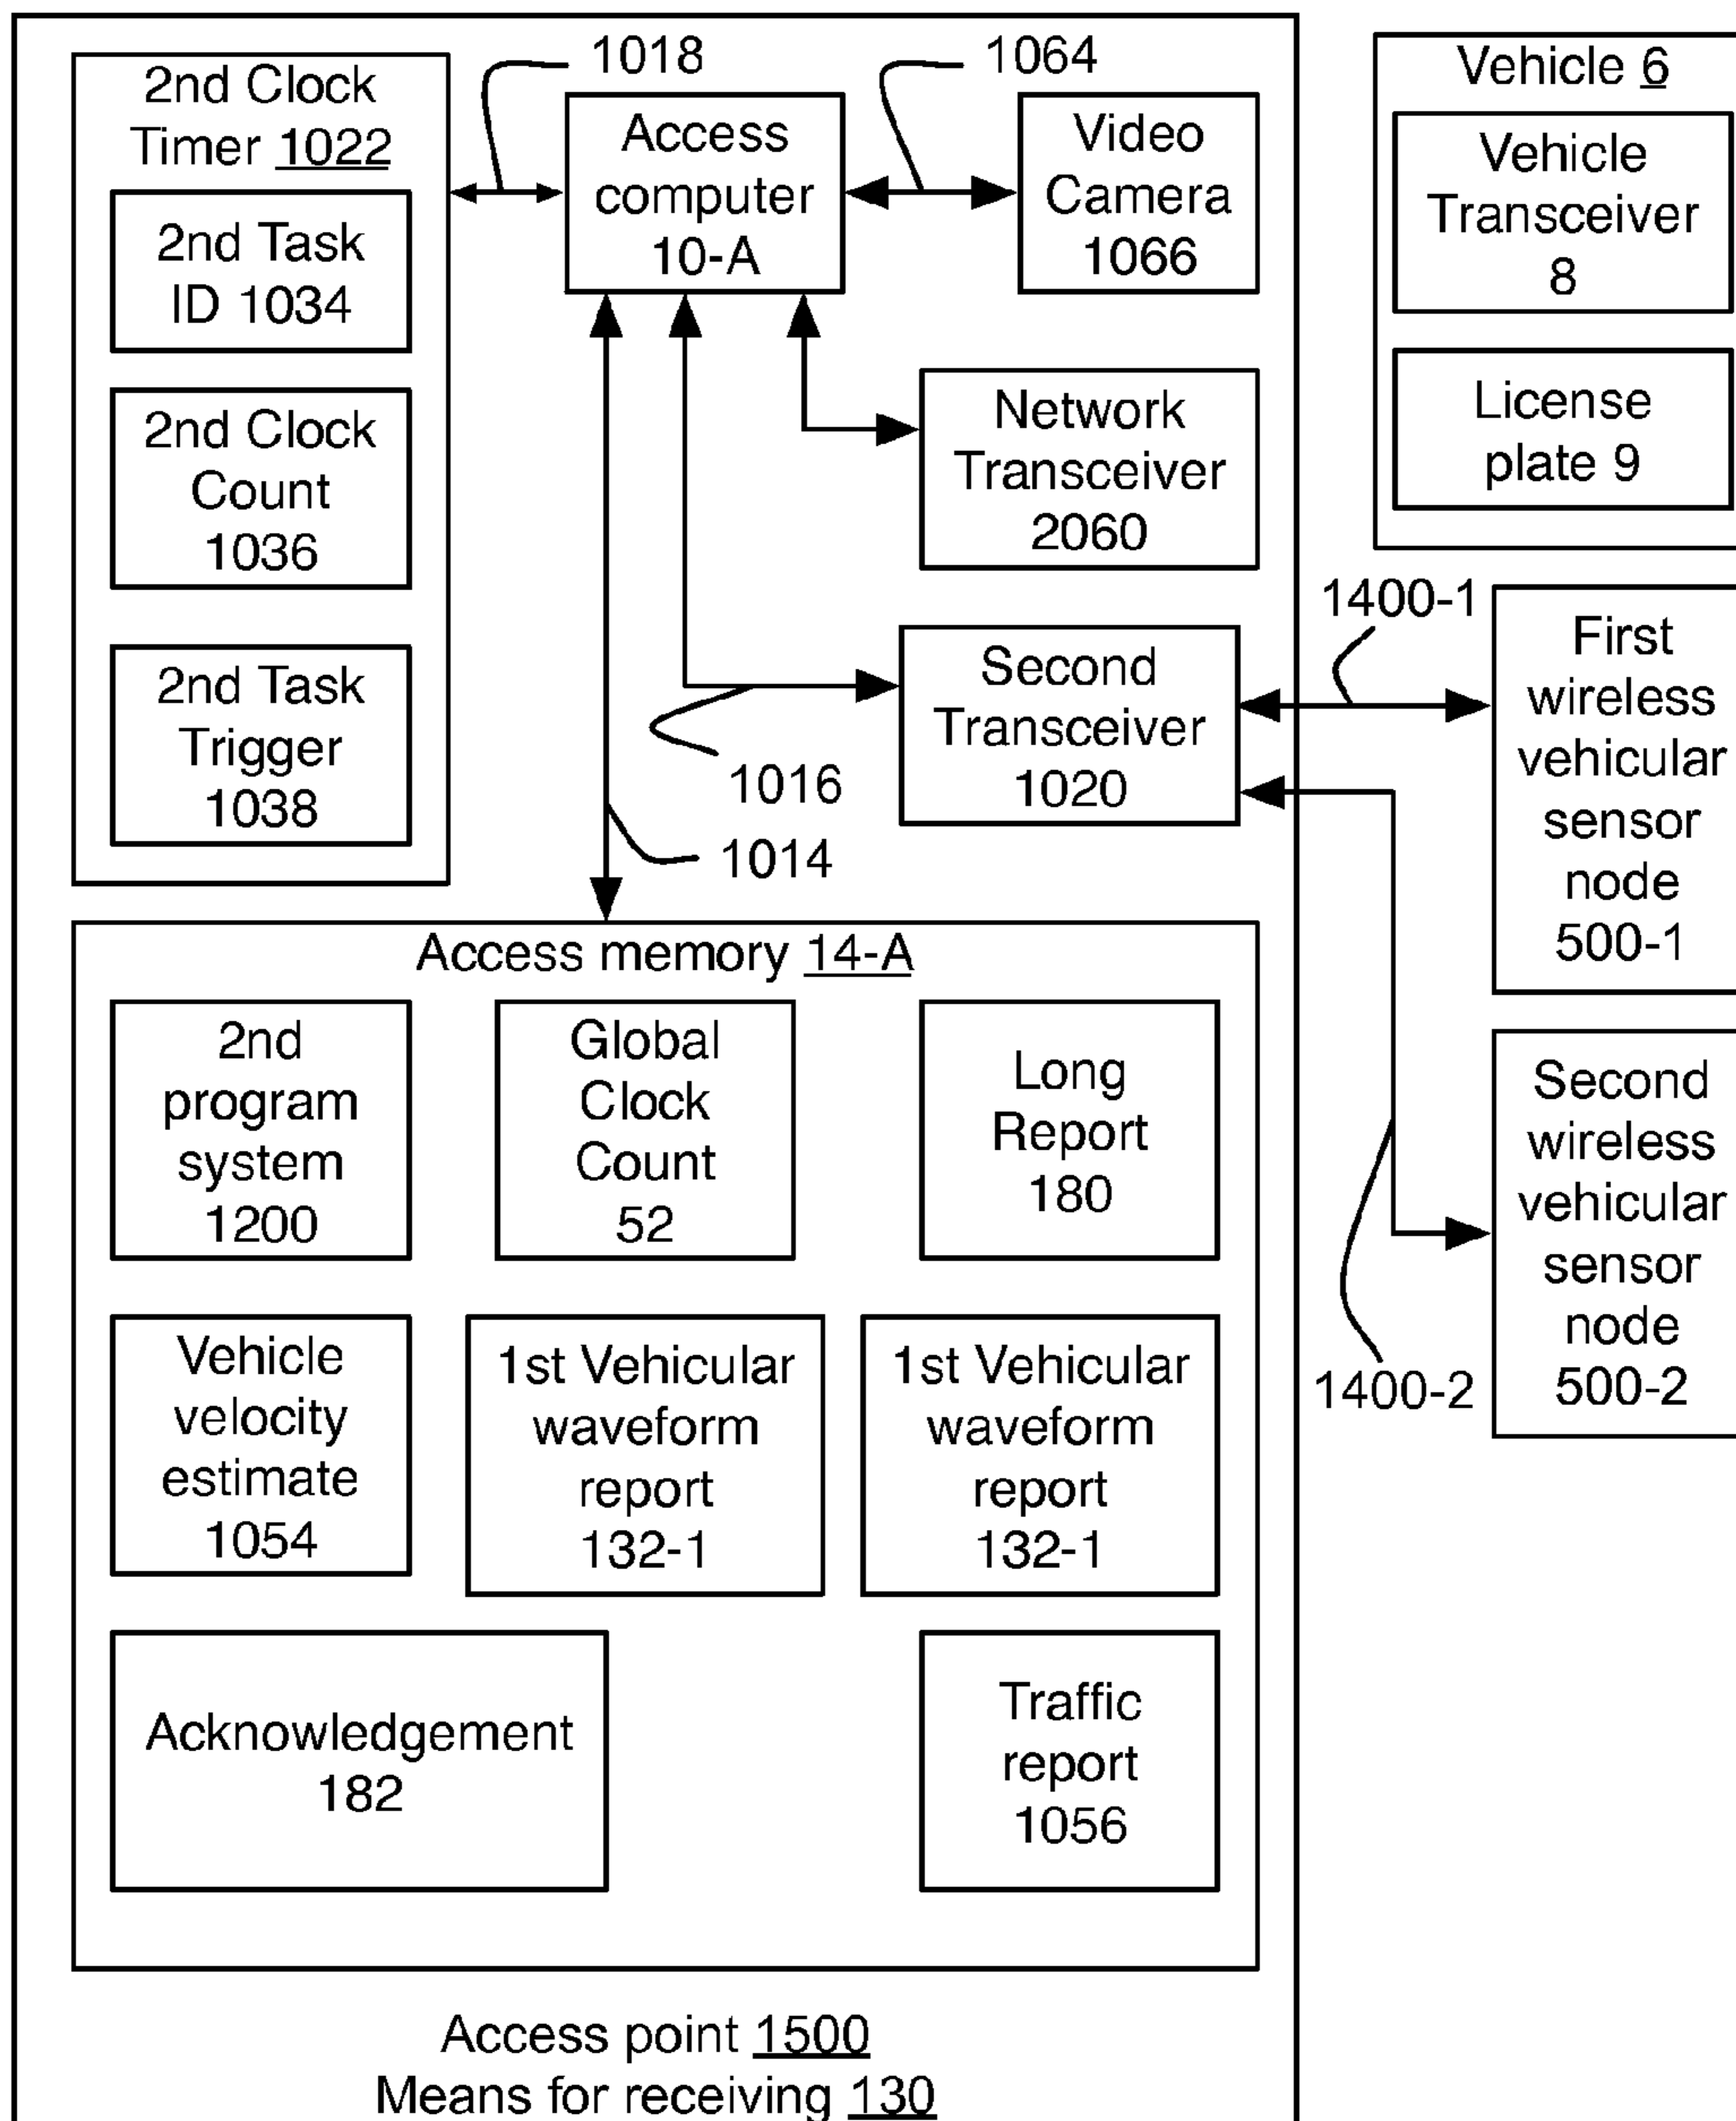 2nd Clock
Timer 1022
2nd Task
ID 1034
2nd Clock
Count
1036
2nd Task
Trigger
1038
1018
Access
computer
10-A
1064
Video
Camera
1066
Network
Transceiver
2060
Second
Transceiver
1020
1016
1014
Vehicle 6
Vehicle
Transceiver
8
License
plate 9
1400-1
First
wireless
vehicular
sensor
node
500-1
1400-2
Second
wireless
vehicular
sensor
node
500-2
Access memory 14-A
2nd
program
system
1200
Global
Clock
Count
52
Long
Report
180
Vehicle
velocity
estimate
1054
1st Vehicular
waveform
report
132-1
1st Vehicular
waveform
report
132-1
Acknowledgement
182
Traffic
report
1056
Access point 1500
Means for receiving 130